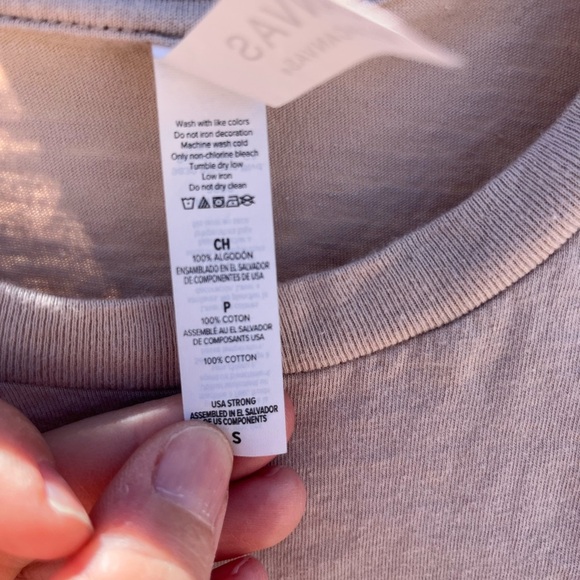 Wash with like colors
Do not iron decoration
Machine wash cold
Only non-chlorine bleach
Tumble dry low
Low iron
Do not dry clean
CH
100% ALGODÓN
ENSAMBLADO EN EL SALVADOR
DE COMPONENTES DE USA
P
100% COTON
ASSEMBLÉ AU EL SALVADOR
DE COMPOSANTS USA
100% COTTON
USA STRONG
ASSEMBLED IN EL SALVADOR
OF US COMPONENTS
S